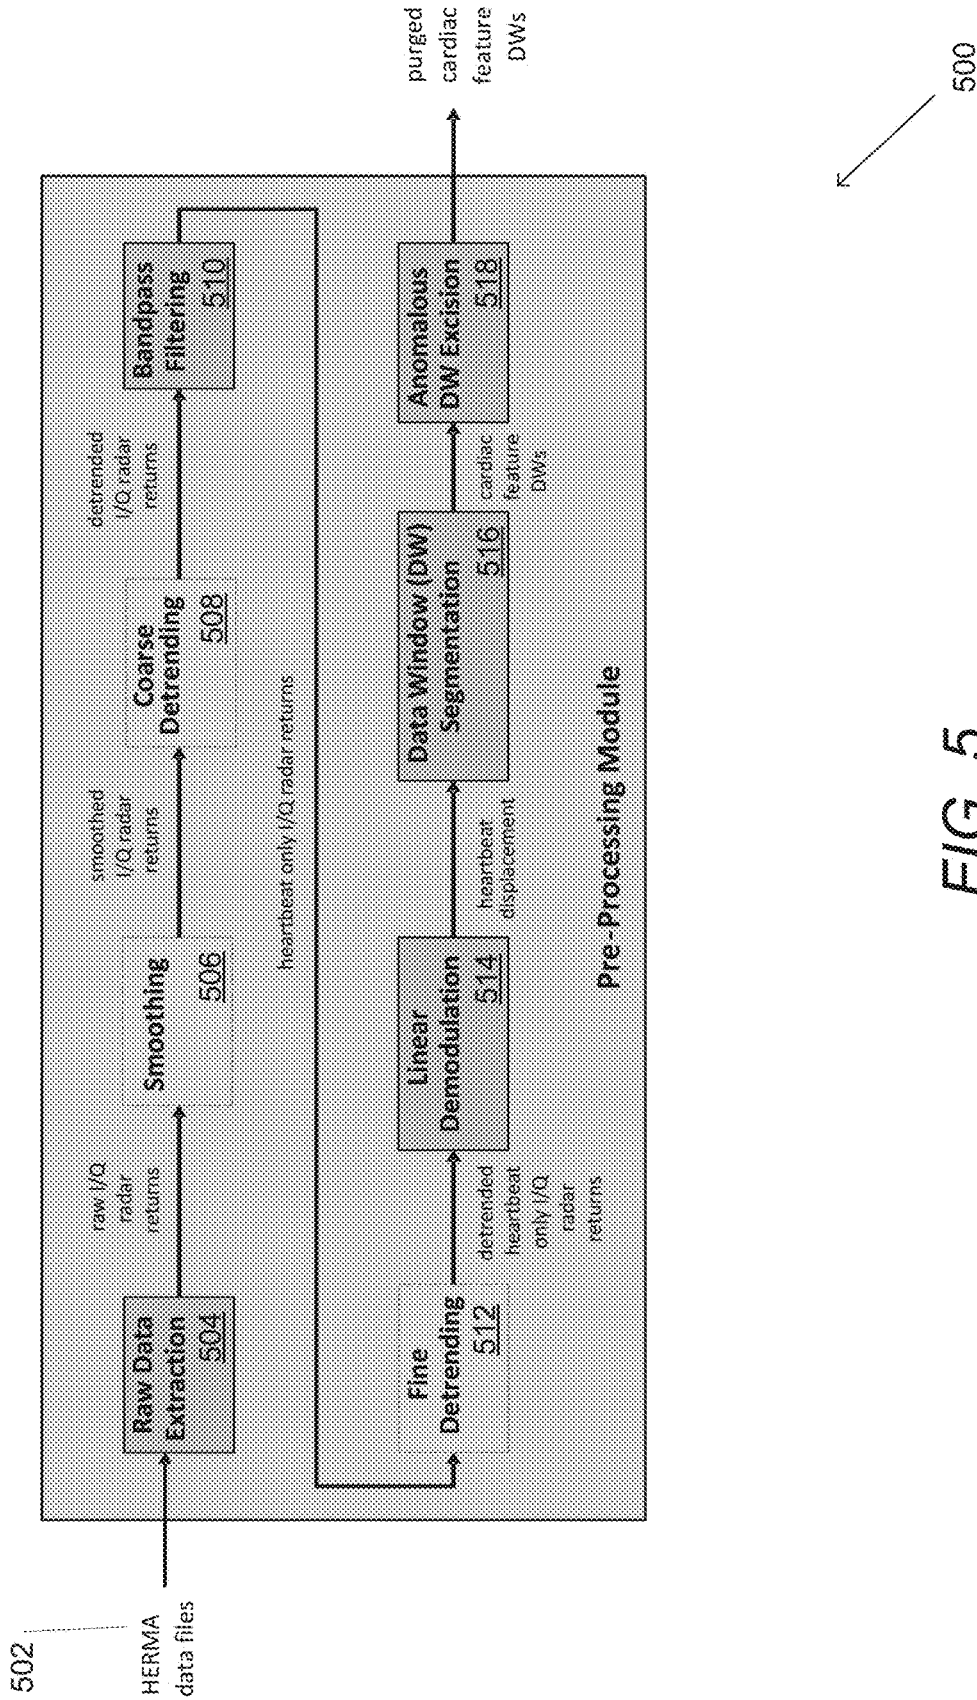 502
HERMA
data files
Raw Data
Extraction
504
raw I/Q
radar
returns
Smoothing
506
smoothed
I/Q radar
returns
Coarse
Detrending
508
detrended
I/Q radar
returns
Bandpass
Filtering
510
heartbeat only I/Q radar returns
Fine
Detrending
512
detrended
heartbeat
only I/Q
radar
returns
Linear
Demodulation
514
heartbeat
displacement
Data Window (DW)
Segmentation
516
cardiac
feature
DWs
Anomalous
DW Excision
518
purged
cardiac
feature
DWs
Pre-Processing Module
500
FIG. 5